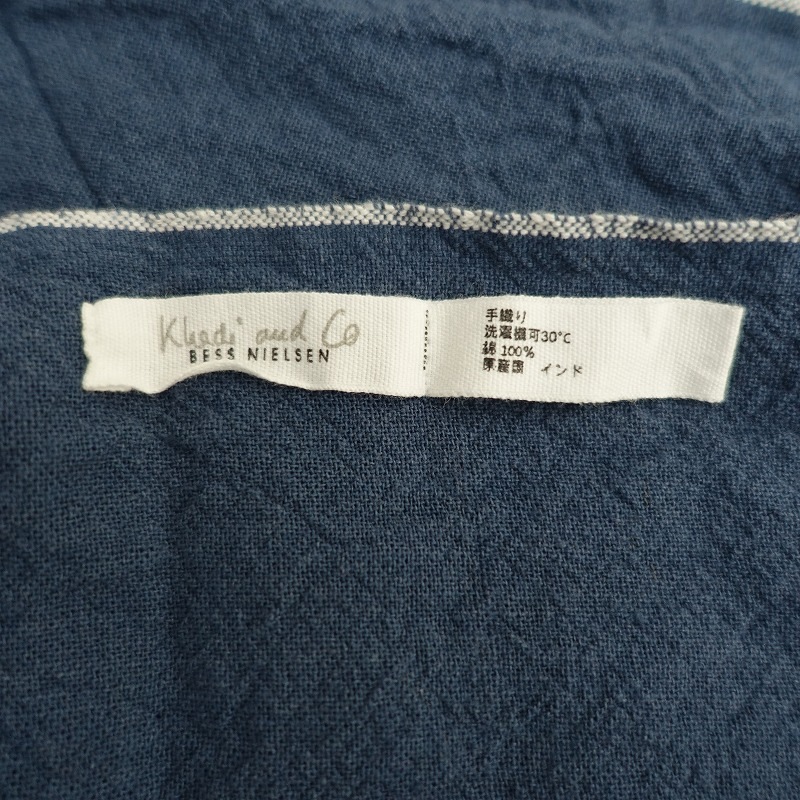 Khadi and Co
BESS NIELSEN
手織り
洗濯機可30°C
綿 100%
原産国 インド